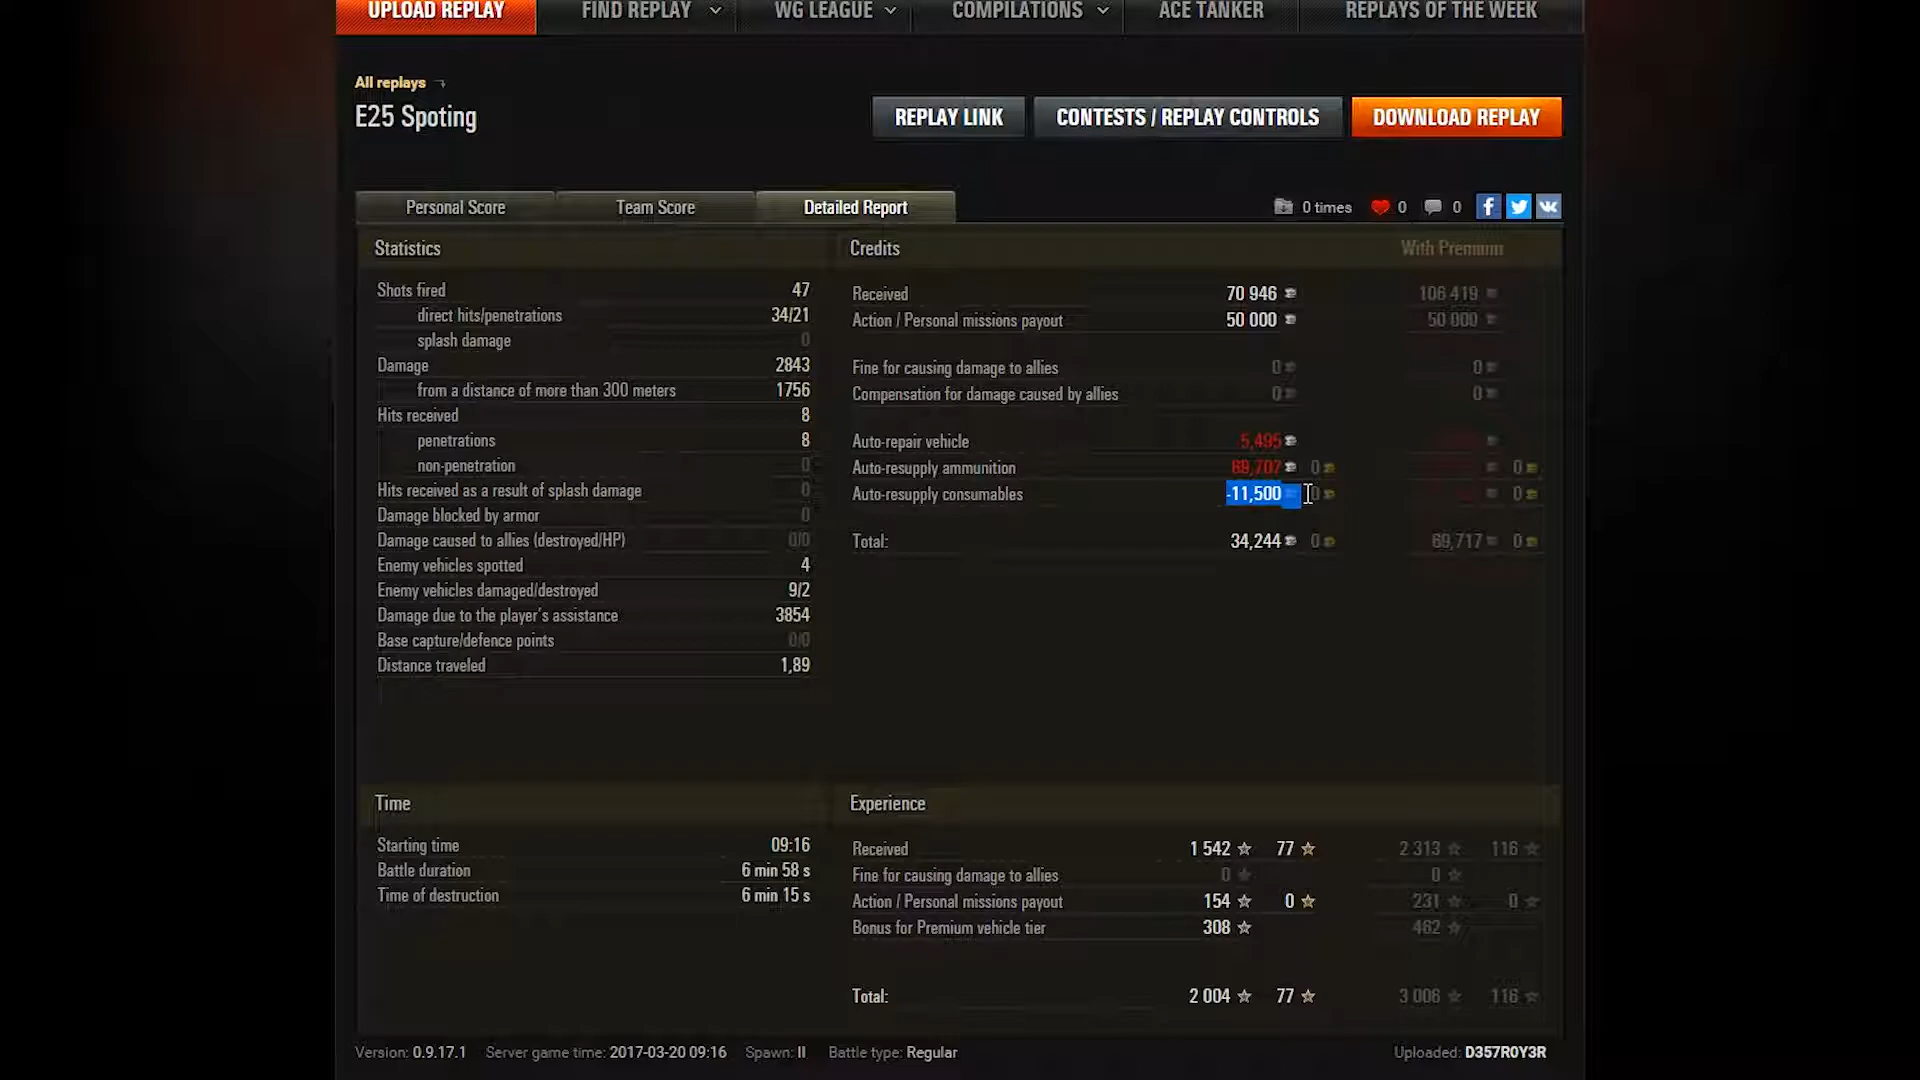 UPLOAD REPLAY FIND REPLAY WG LEAGUE COMPILATIONS ACE TANKER REPLAYS OF THE WEEK
All replays
E25 Spoting
REPLAY LINK CONTESTS / REPLAY CONTROLS DOWNLOAD REPLAY
Personal Score Team Score Detailed Report 0 times 0 0
Statistics
Shots fired 47
direct hits/penetrations 34/21
splash damage 0
Damage 2843
from a distance of more than 300 meters 1756
Hits received 8
penetrations 8
non-penetration 0
Hits received as a result of splash damage 0
Damage blocked by armor 0
Damage caused to allies (destroyed/HP) 0/0
Enemy vehicles spotted 4
Enemy vehicles damaged/destroyed 9/2
Damage due to the player's assistance 3854
Base capture/defence points 0/0
Distance traveled 1,89
Credits With Premium
Received 70 946 106 419
Action / Personal missions payout 50 000 50 000
Fine for causing damage to allies 0 0
Compensation for damage caused by allies 0 0
Auto-repair vehicle 5,495
Auto-resupply ammunition 69,707 0 0
Auto-resupply consumables -11,500 0 0
Total: 34,244 0 69,717 0
Time
Starting time 09:16
Battle duration 6 min 58 s
Time of destruction 6 min 15 s
Experience
Received 1 542 77 2 313 116
Fine for causing damage to allies 0 0
Action / Personal missions payout 154 0 231 0
Bonus for Premium vehicle tier 308 462
Total: 2 004 77 3 006 116
Version: 0.9.17.1 Server game time: 2017-03-20 09:16 Spawn: II Battle type: Regular Uploaded: D357R0Y3R